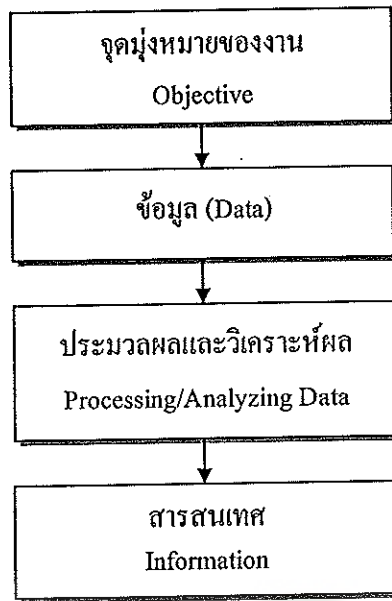 จุดมุ่งหมายของงาน
Objective
ข้อมูล (Data)
ประมวลผลและวิเคราะห์ผล
Processing/Analyzing Data
สารสนเทศ
Information